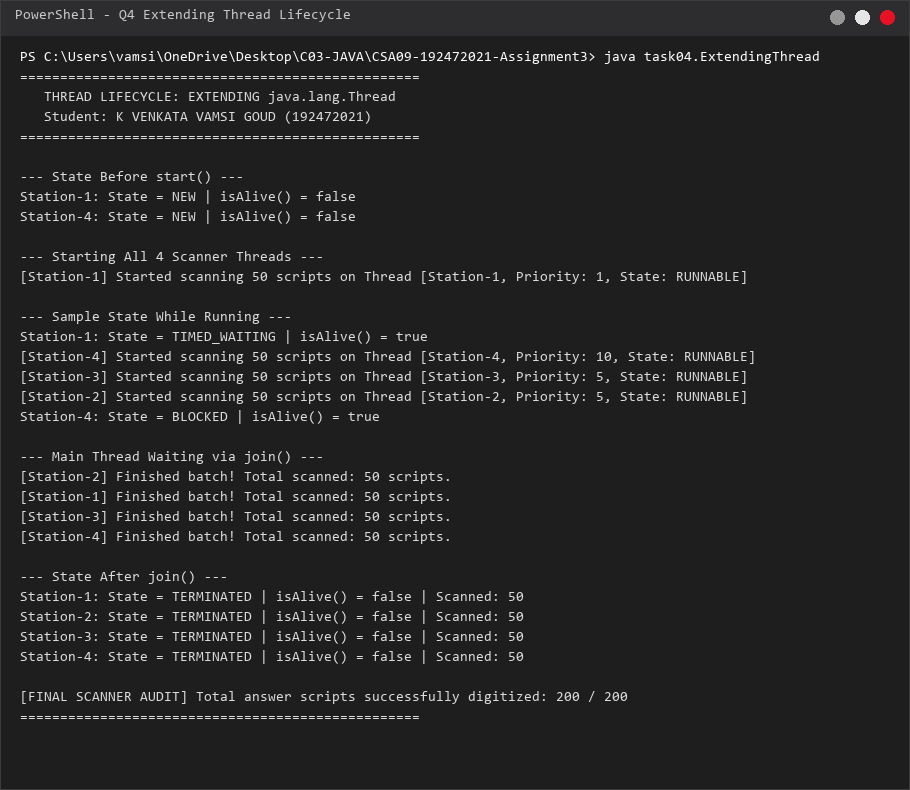 PowerShell - Q4 Extending Thread Lifecycle
PS C:\Users\vamsi\OneDrive\Desktop\C03-JAVA\CSA09-192472021-Assignment3> java task04.ExtendingThread
==================================================
   THREAD LIFECYCLE: EXTENDING java.lang.Thread
   Student: K VENKATA VAMSI GOUD (192472021)
==================================================

--- State Before start() ---
Station-1: State = NEW | isAlive() = false
Station-4: State = NEW | isAlive() = false

--- Starting All 4 Scanner Threads ---
[Station-1] Started scanning 50 scripts on Thread [Station-1, Priority: 1, State: RUNNABLE]

--- Sample State While Running ---
Station-1: State = TIMED_WAITING | isAlive() = true
[Station-4] Started scanning 50 scripts on Thread [Station-4, Priority: 10, State: RUNNABLE]
[Station-3] Started scanning 50 scripts on Thread [Station-3, Priority: 5, State: RUNNABLE]
[Station-2] Started scanning 50 scripts on Thread [Station-2, Priority: 5, State: RUNNABLE]
Station-4: State = BLOCKED | isAlive() = true

--- Main Thread Waiting via join() ---
[Station-2] Finished batch! Total scanned: 50 scripts.
[Station-1] Finished batch! Total scanned: 50 scripts.
[Station-3] Finished batch! Total scanned: 50 scripts.
[Station-4] Finished batch! Total scanned: 50 scripts.

--- State After join() ---
Station-1: State = TERMINATED | isAlive() = false | Scanned: 50
Station-2: State = TERMINATED | isAlive() = false | Scanned: 50
Station-3: State = TERMINATED | isAlive() = false | Scanned: 50
Station-4: State = TERMINATED | isAlive() = false | Scanned: 50

[FINAL SCANNER AUDIT] Total answer scripts successfully digitized: 200 / 200
==================================================